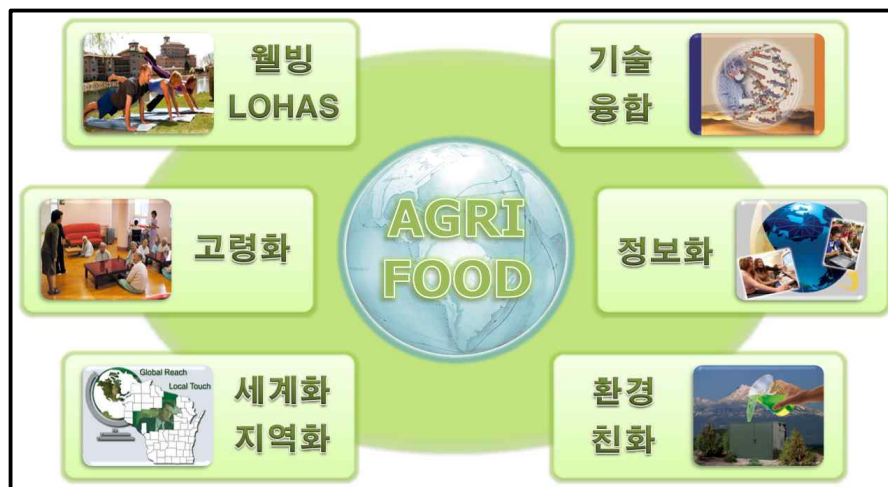 웰빙
LOHAS
기술
융합
고령화
AGRI
FOOD
정보화
Global Reach
Local Touch
세계화
지역화
환경
친화